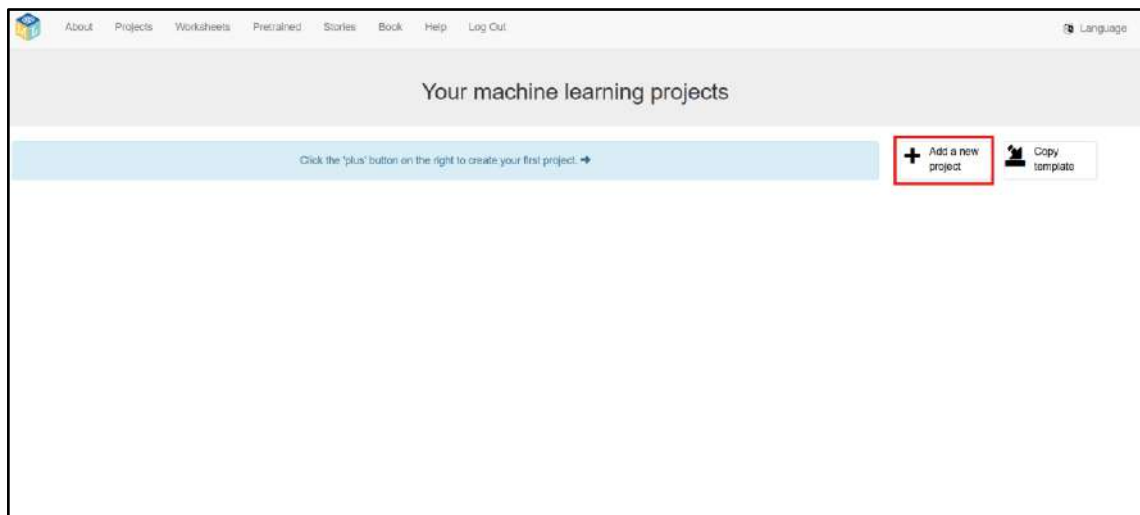 About Projects Worksheets Pretrained Stories Book Help Log Out Language
Your machine learning projects
Click the 'plus' button on the right to create your first project.
Add a new
project
Copy
template